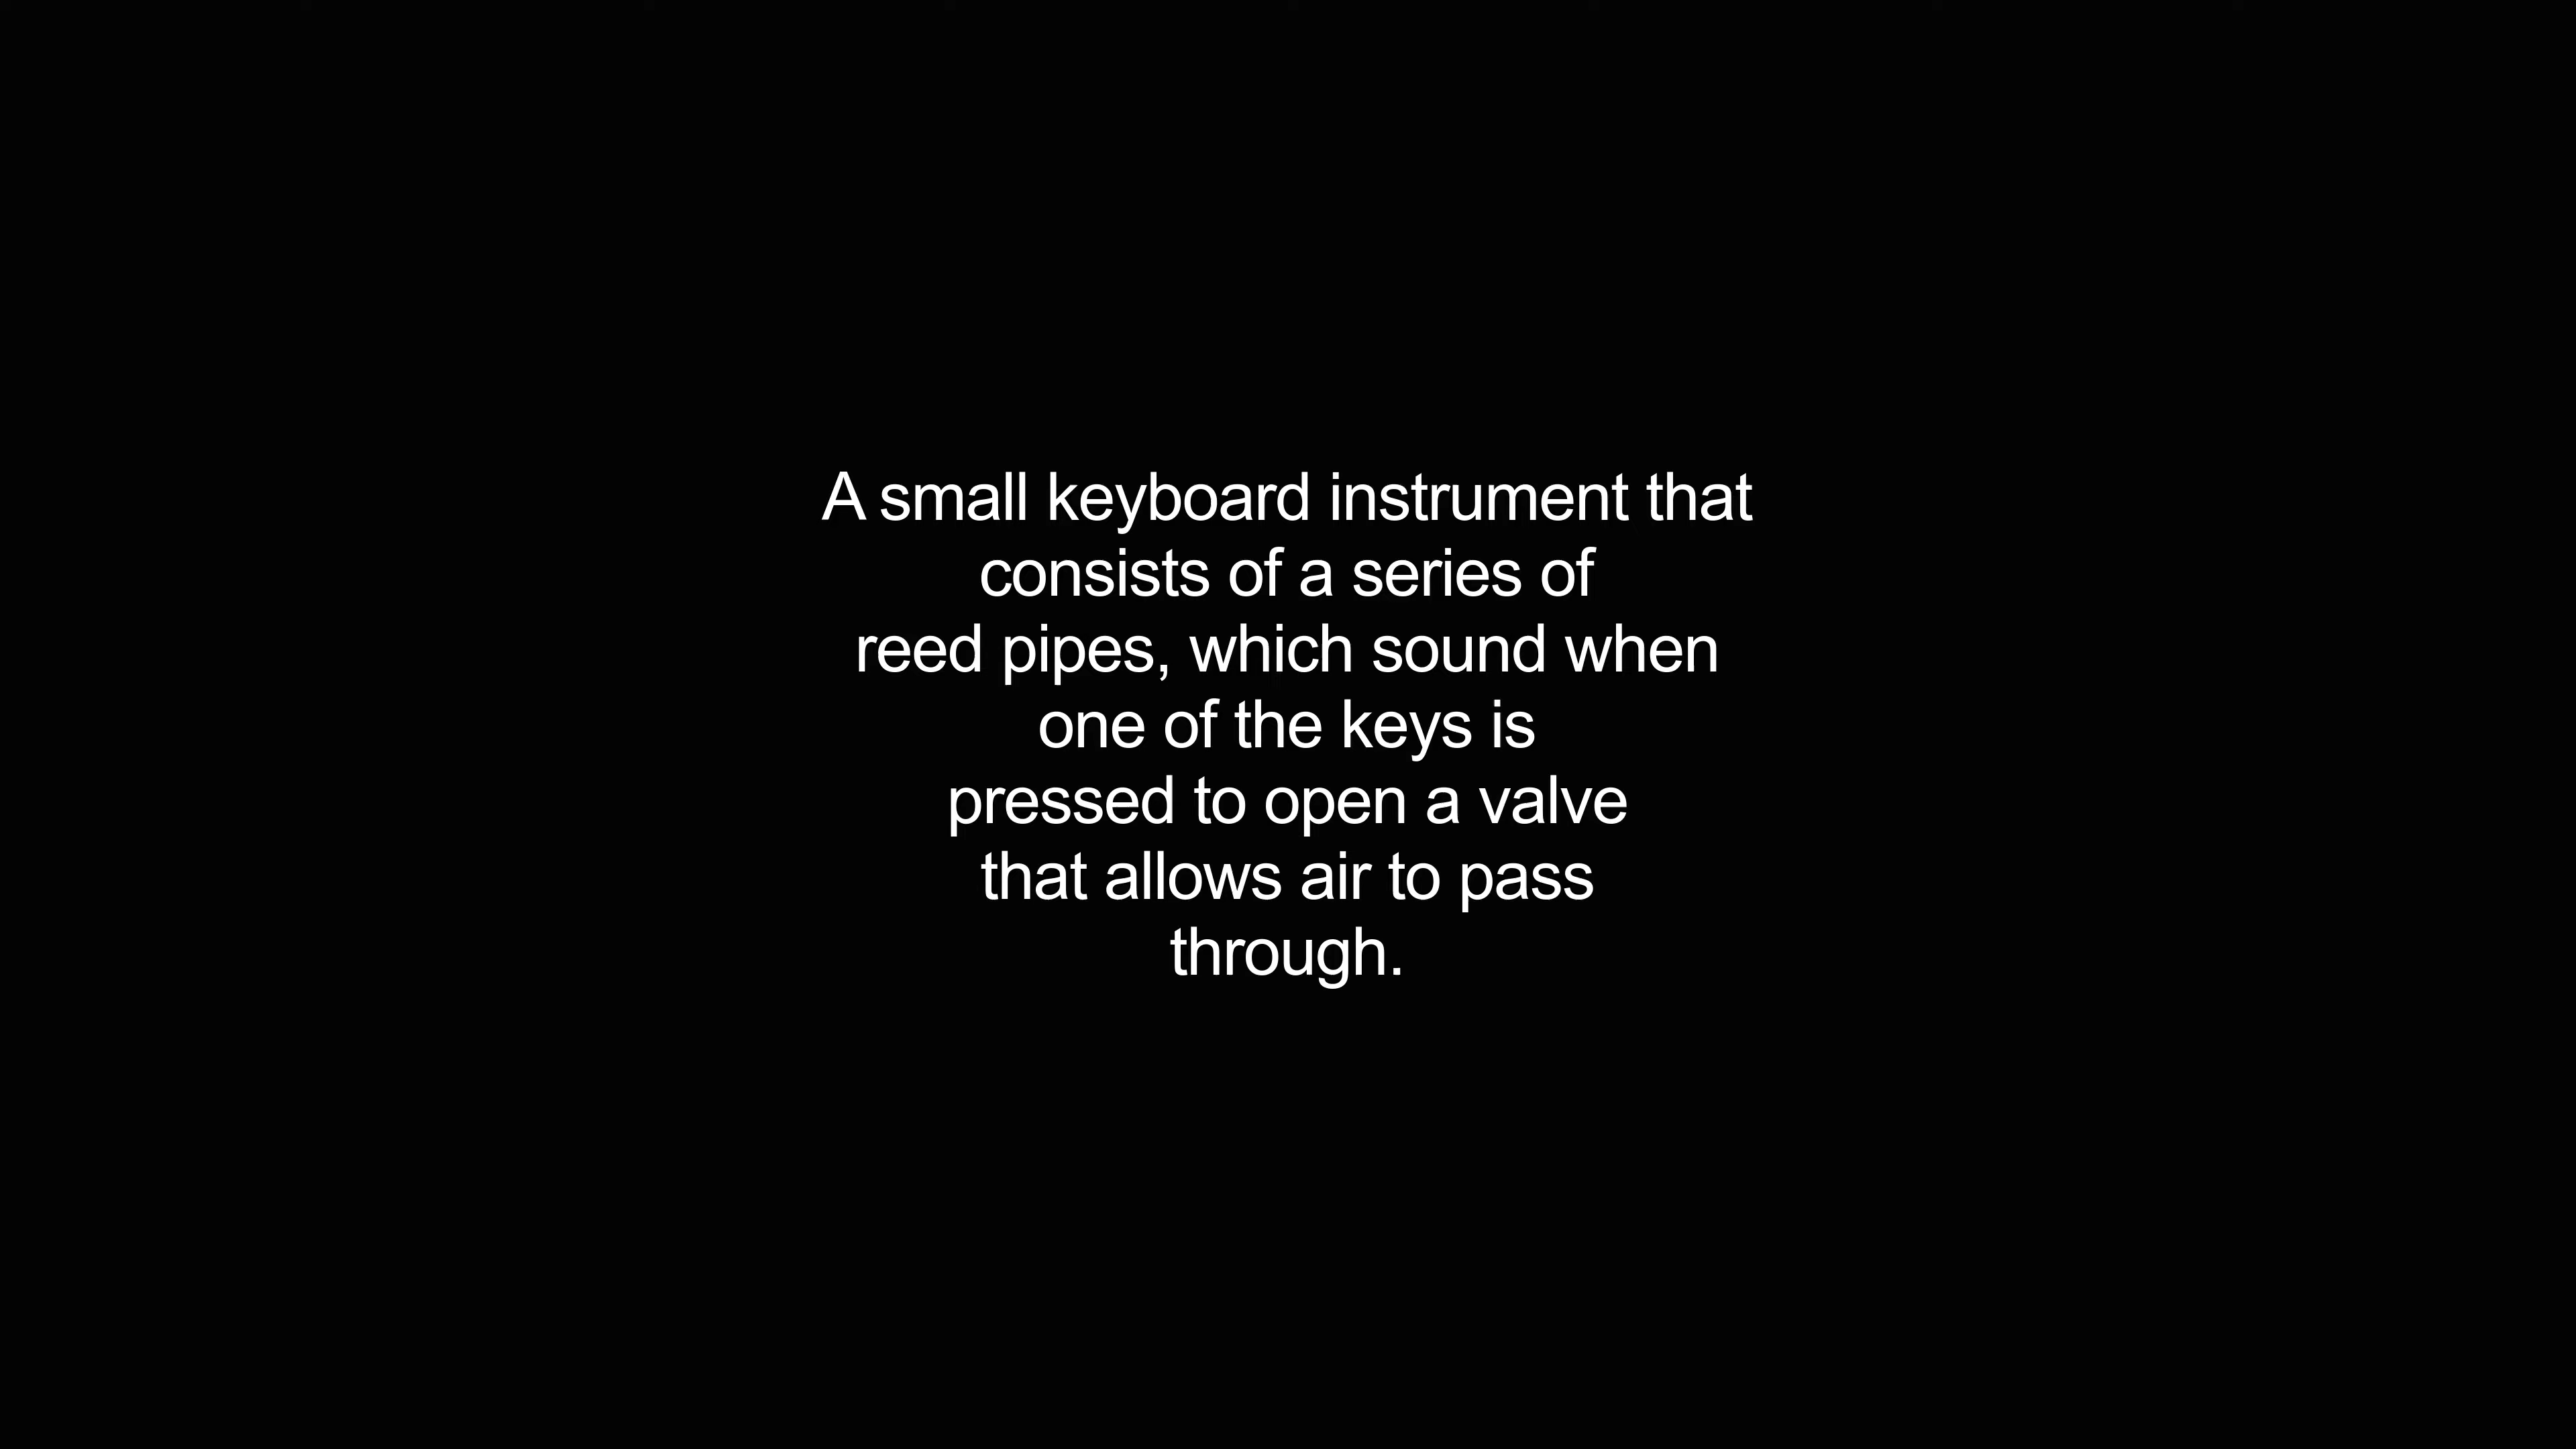 A small keyboard instrument that
consists of a series of
reed pipes, which sound when
one of the keys is
pressed to open a valve
that allows air to pass
through.